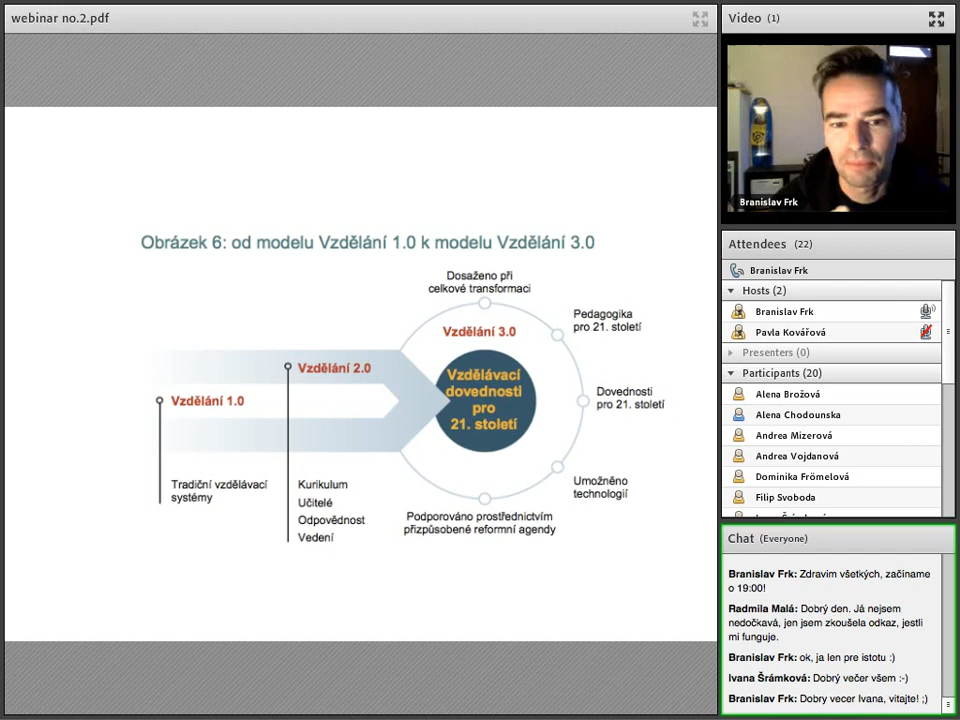 webinar no.2.pdf
Obrázek 6: od modelu Vzdělání 1.0 k modelu Vzdělání 3.0
Dosaženo při
celkové transformaci
Vzdělání 3.0
Pedagogika
pro 21. století
Vzdělání 2.0
Vzdělávací
dovednosti
pro
21. století
Vzdělání 1.0
Dovednosti
pro 21. století
Tradiční vzdělávací
systémy
Kurikulum
Učitelé
Odpovědnost
Vedení
Umožněno
technologií
Podporováno prostřednictvím
přizpůsobené reformní agendy
Video (1)
Branislav Frk
Attendees (22)
Branislav Frk
Hosts (2)
Branislav Frk
Pavla Kovářová
Presenters (0)
Participants (20)
Alena Brožová
Alena Chodounska
Andrea Mizerová
Andrea Vojdanová
Dominika Frömelová
Filip Svoboda
Chat (Everyone)
Branislav Frk: Zdravim všetkých, začíname
o 19:00!
Radmila Malá: Dobrý den. Já nejsem
nedočkavá, jen jsem zkoušela odkaz, jestli
mi funguje.
Branislav Frk: ok, ja len pre istotu :)
Ivana Šrámková: Dobrý večer všem :-)
Branislav Frk: Dobry vecer Ivana, vitajte! ;)